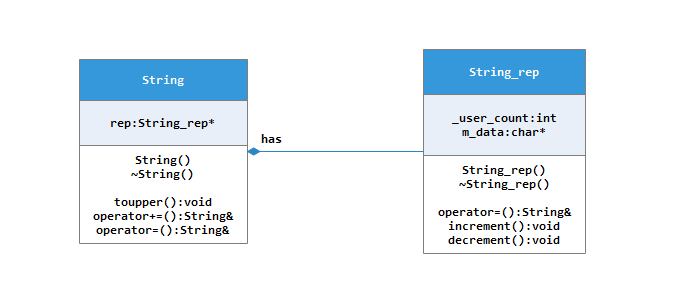 String
rep:String_rep*
String()
~String()
toupper():void
operator+=():String&
operator=():String&
has
String_rep
_user_count:int
m_data:char*
String_rep()
~String_rep()
operator=():String&
increment():void
decrement():void